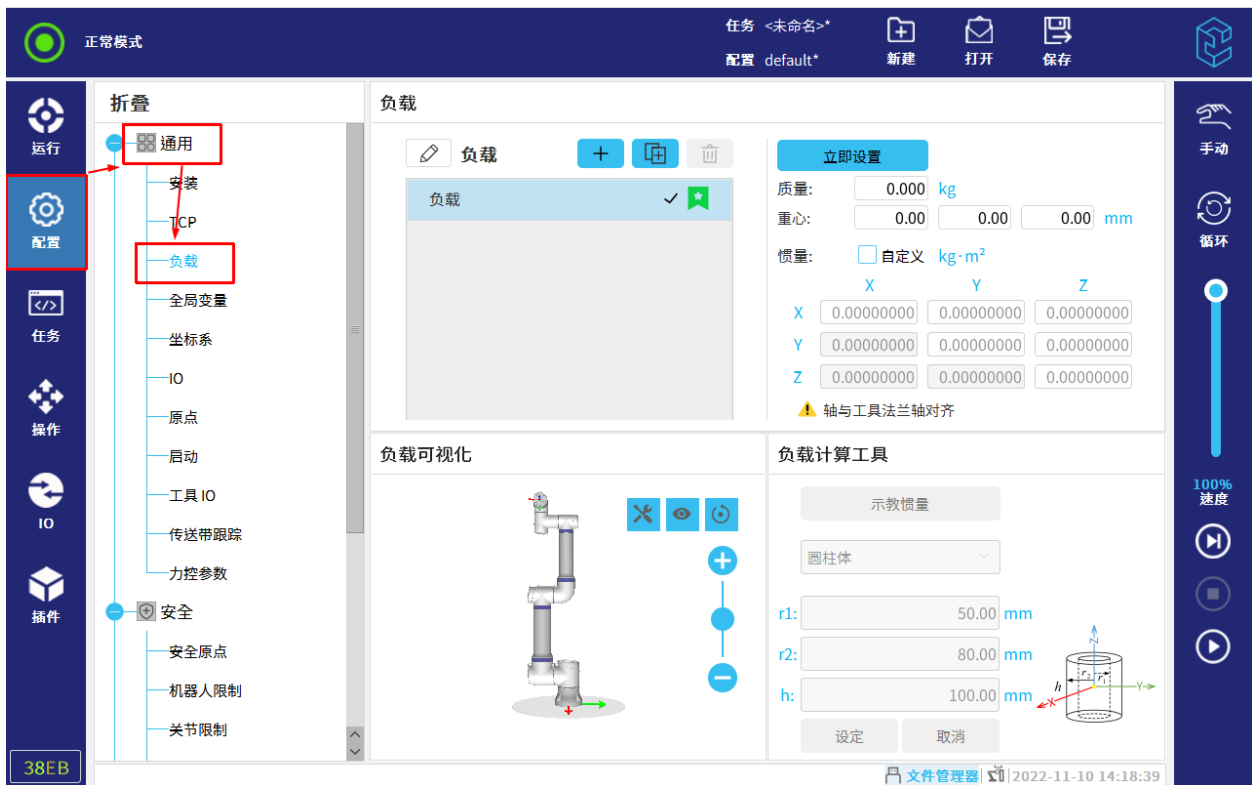 正常模式
任务 <未命名>*
配置 default*
新建
打开
保存
运行
配置
任务
操作
IO
插件
38EB
折叠
通用
安装
TCP
负载
全局变量
坐标系
IO
原点
启动
工具 IO
传送带跟踪
力控参数
安全
安全原点
机器人限制
关节限制
负载
负载
负载
立即设置
质量: 0.000 kg
重心: 0.00 0.00 0.00 mm
惯量: 自定义 kg·m²
X Y Z
X 0.00000000 0.00000000 0.00000000
Y 0.00000000 0.00000000 0.00000000
Z 0.00000000 0.00000000 0.00000000
轴与工具法兰轴对齐
负载可视化
负载计算工具
示教惯量
圆柱体
r1: 50.00 mm
r2: 80.00 mm
h: 100.00 mm
设定 取消
Z
h
r2
r1
Y
X
手动
循环
100%
速度
文件管理器
2022-11-10 14:18:39